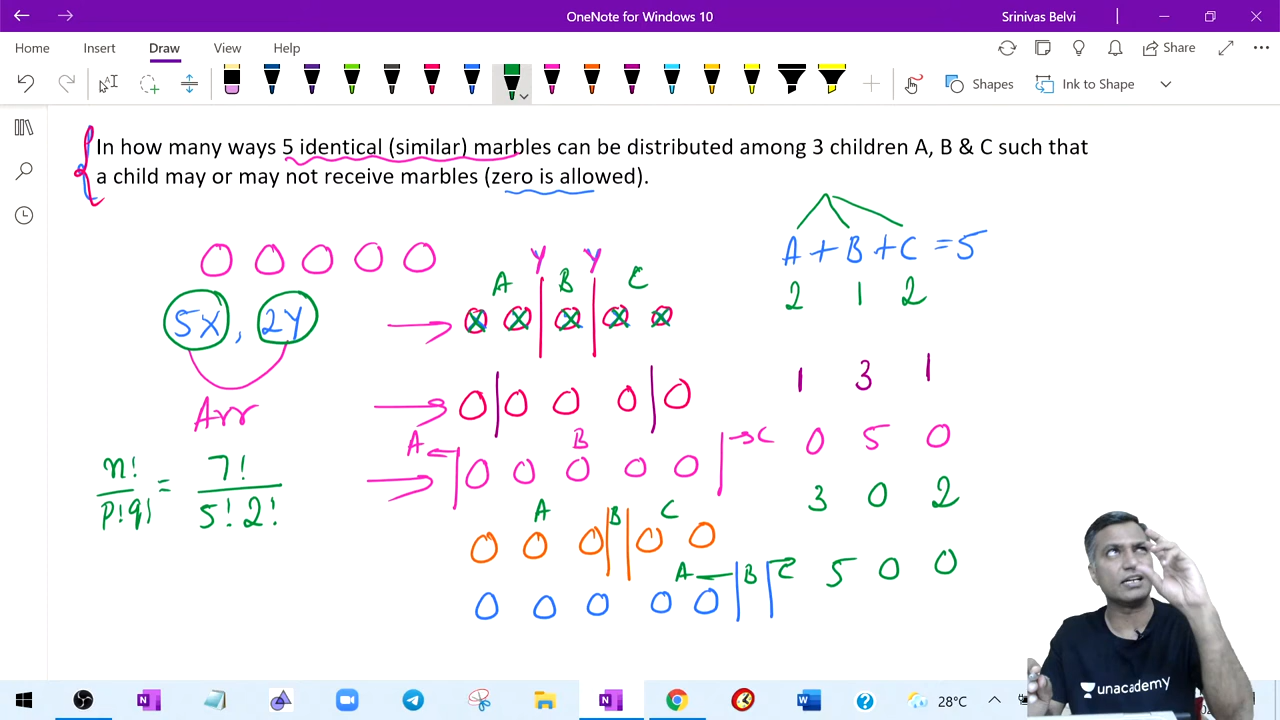 OneNote for Windows 10
Srinivas Belvi
Home Insert Draw View Help
Share
Shapes
Ink to Shape
In how many ways 5 identical (similar) marbles can be distributed among 3 children A, B & C such that
a child may or may not receive marbles (zero is allowed).
A + B + C = 5
2 1 2
Y Y
A B C
5X, 2Y
X X X X X
1 3 1
Arr
A B C
0 5 0
n!/p!q! = 7!/5!2!
3 0 2
A B C
A B C
5 0 0
unacademy
28°C